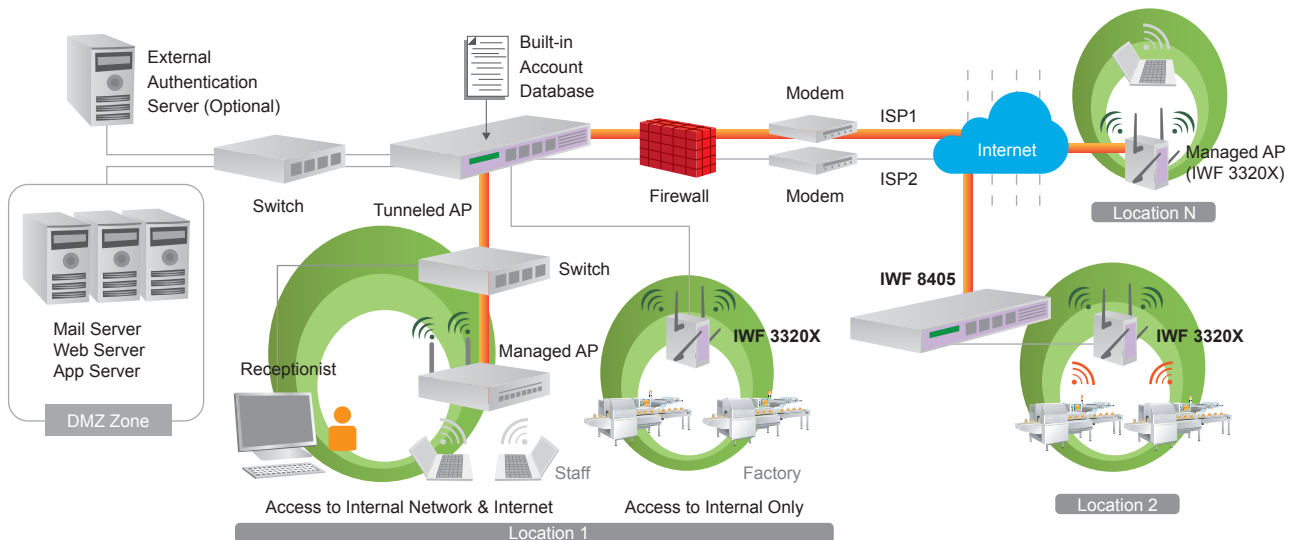 External
Authentication
Server (Optional)
Built-in
Account
Database
Modem
ISP1
Internet
Managed AP
(IWF 3320X)
Location N
Switch
Tunneled AP
Firewall
Modem
ISP2
Mail Server
Web Server
App Server
DMZ Zone
Switch
Managed AP
Receptionist
Staff
Access to Internal Network & Internet
IWF 3320X
Factory
Access to Internal Only
Location 1
IWF 8405
IWF 3320X
Location 2